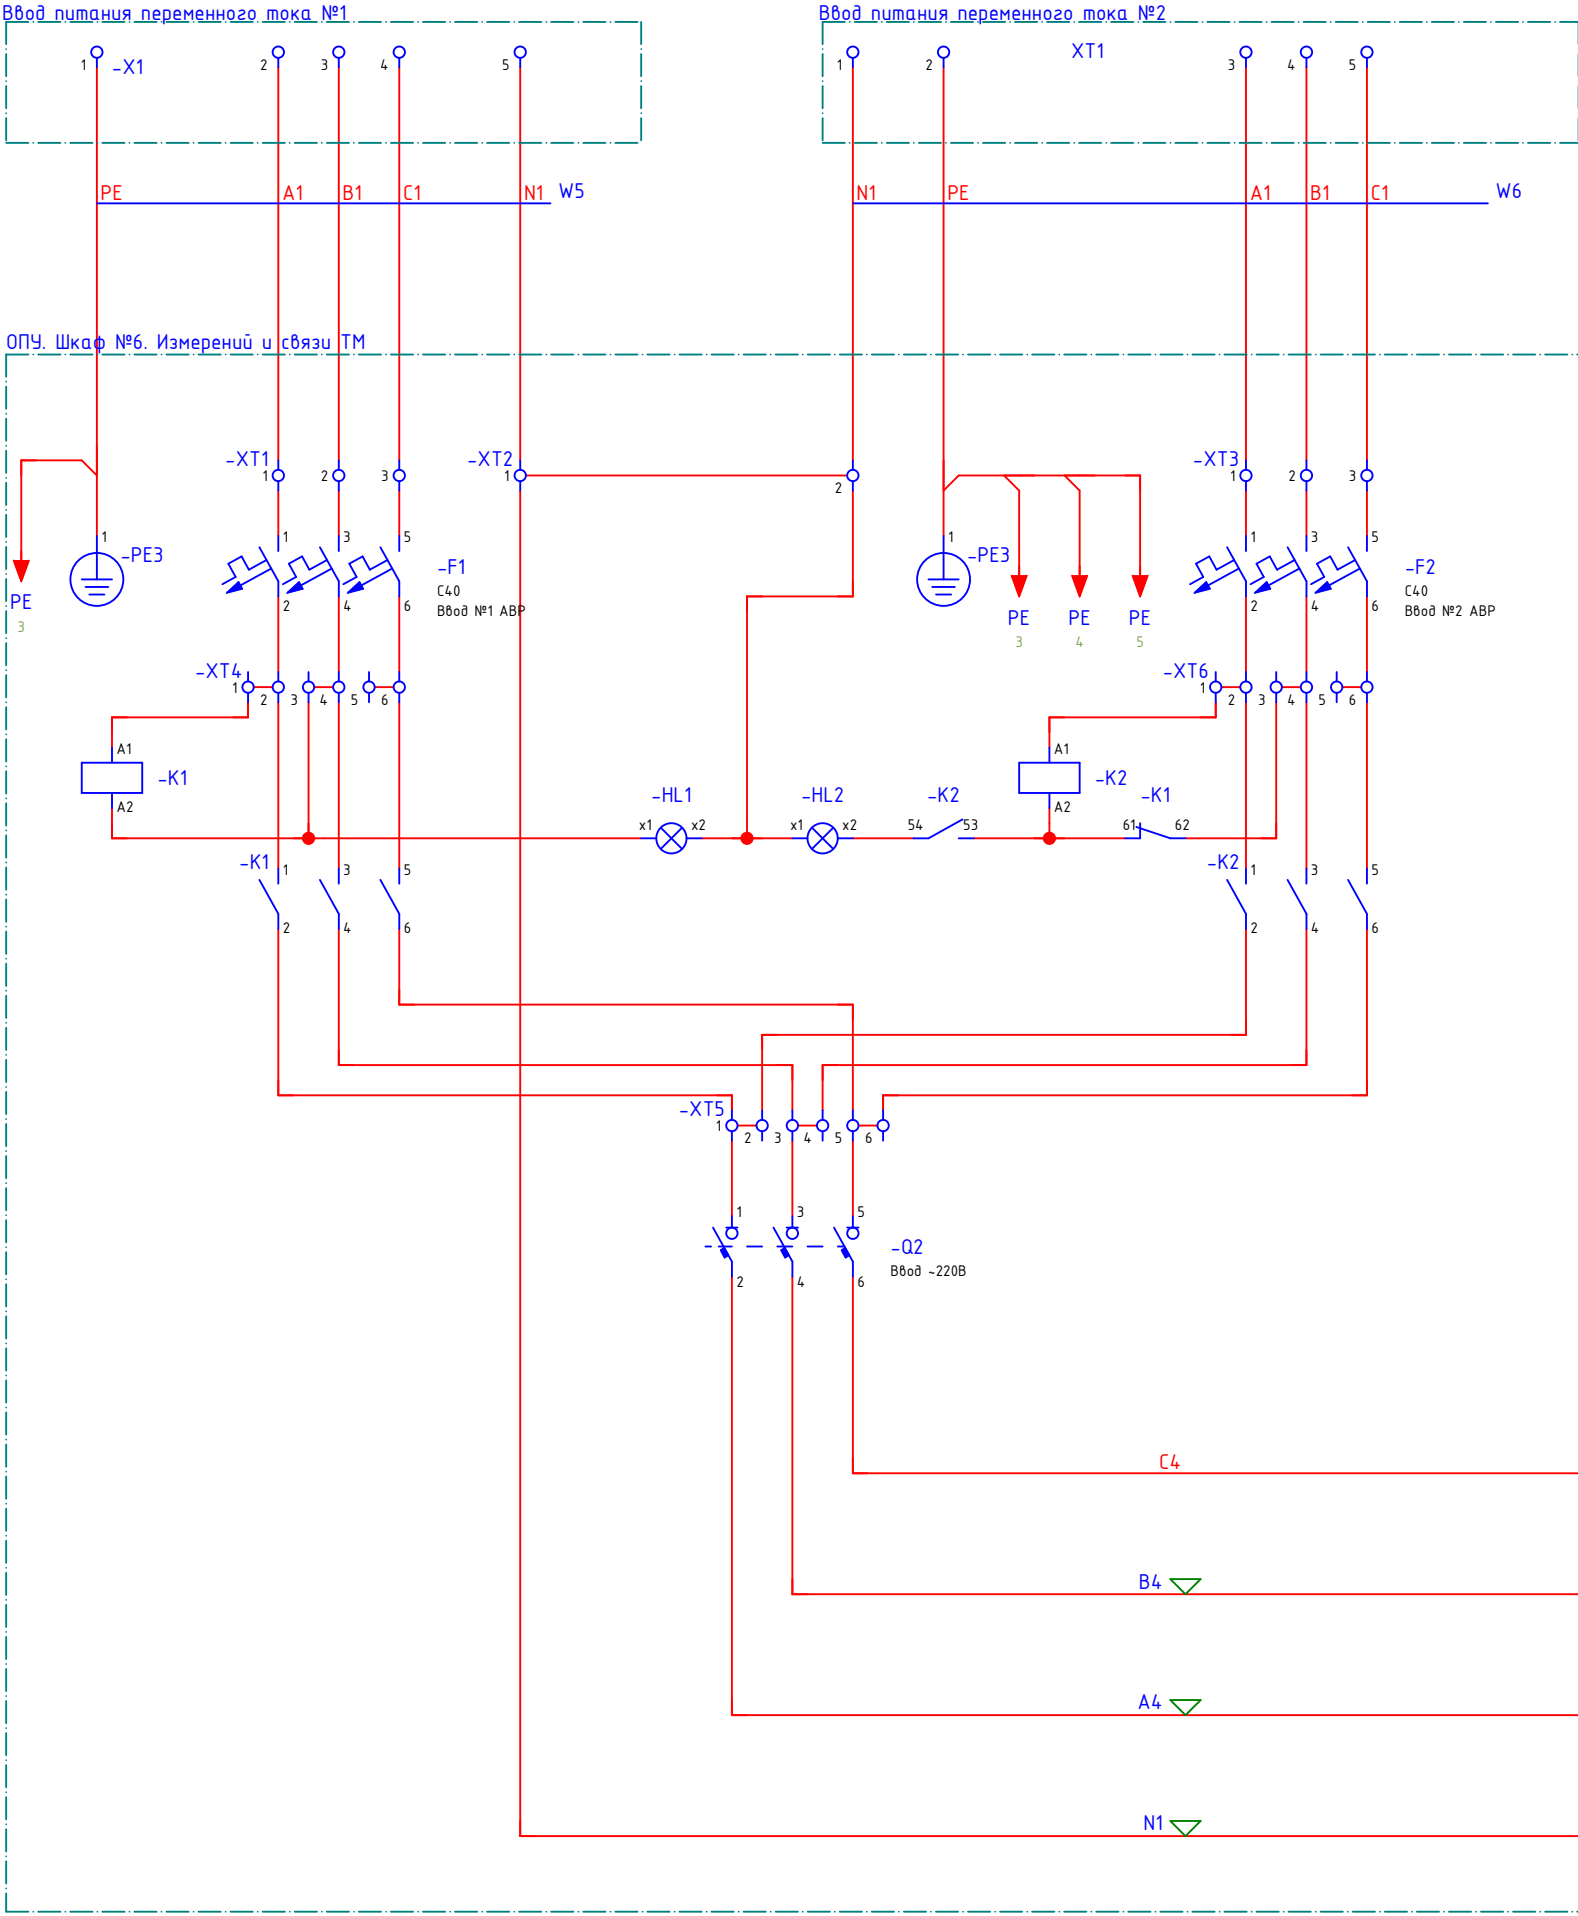 Ввод питания переменного тока №1
Ввод питания переменного тока №2
1 -X1 2 3 4 5
1 2 XT1 3 4 5
PE A1 B1 C1 N1 W5
N1 PE A1 B1 C1 W6
ОПУ. Шкаф №6. Измерений и связи ТМ
-XT1 1 2 3 -XT2 1 2 -XT3 1 2 3
1 -PE3 1 3 5 -F1
C40
Ввод №1 АВР
2 4 6
PE
3
1 -PE3
PE PE PE
3 4 5
1 3 5 -F2
C40
Ввод №2 АВР
2 4 6
-XT4 1 2 3 4 5 6
-XT6 1 2 3 4 5 6
A1 -K1 A2
A1 -K2 A2
-HL1 -HL2 -K2 -K1
x1 x2 x1 x2 54 53 61 62
-K1 1 3 5
2 4 6
-K2 1 3 5
2 4 6
-XT5 1 2 3 4 5 6
1 3 5
-Q2
Ввод ~220В
2 4 6
C4
B4
A4
N1